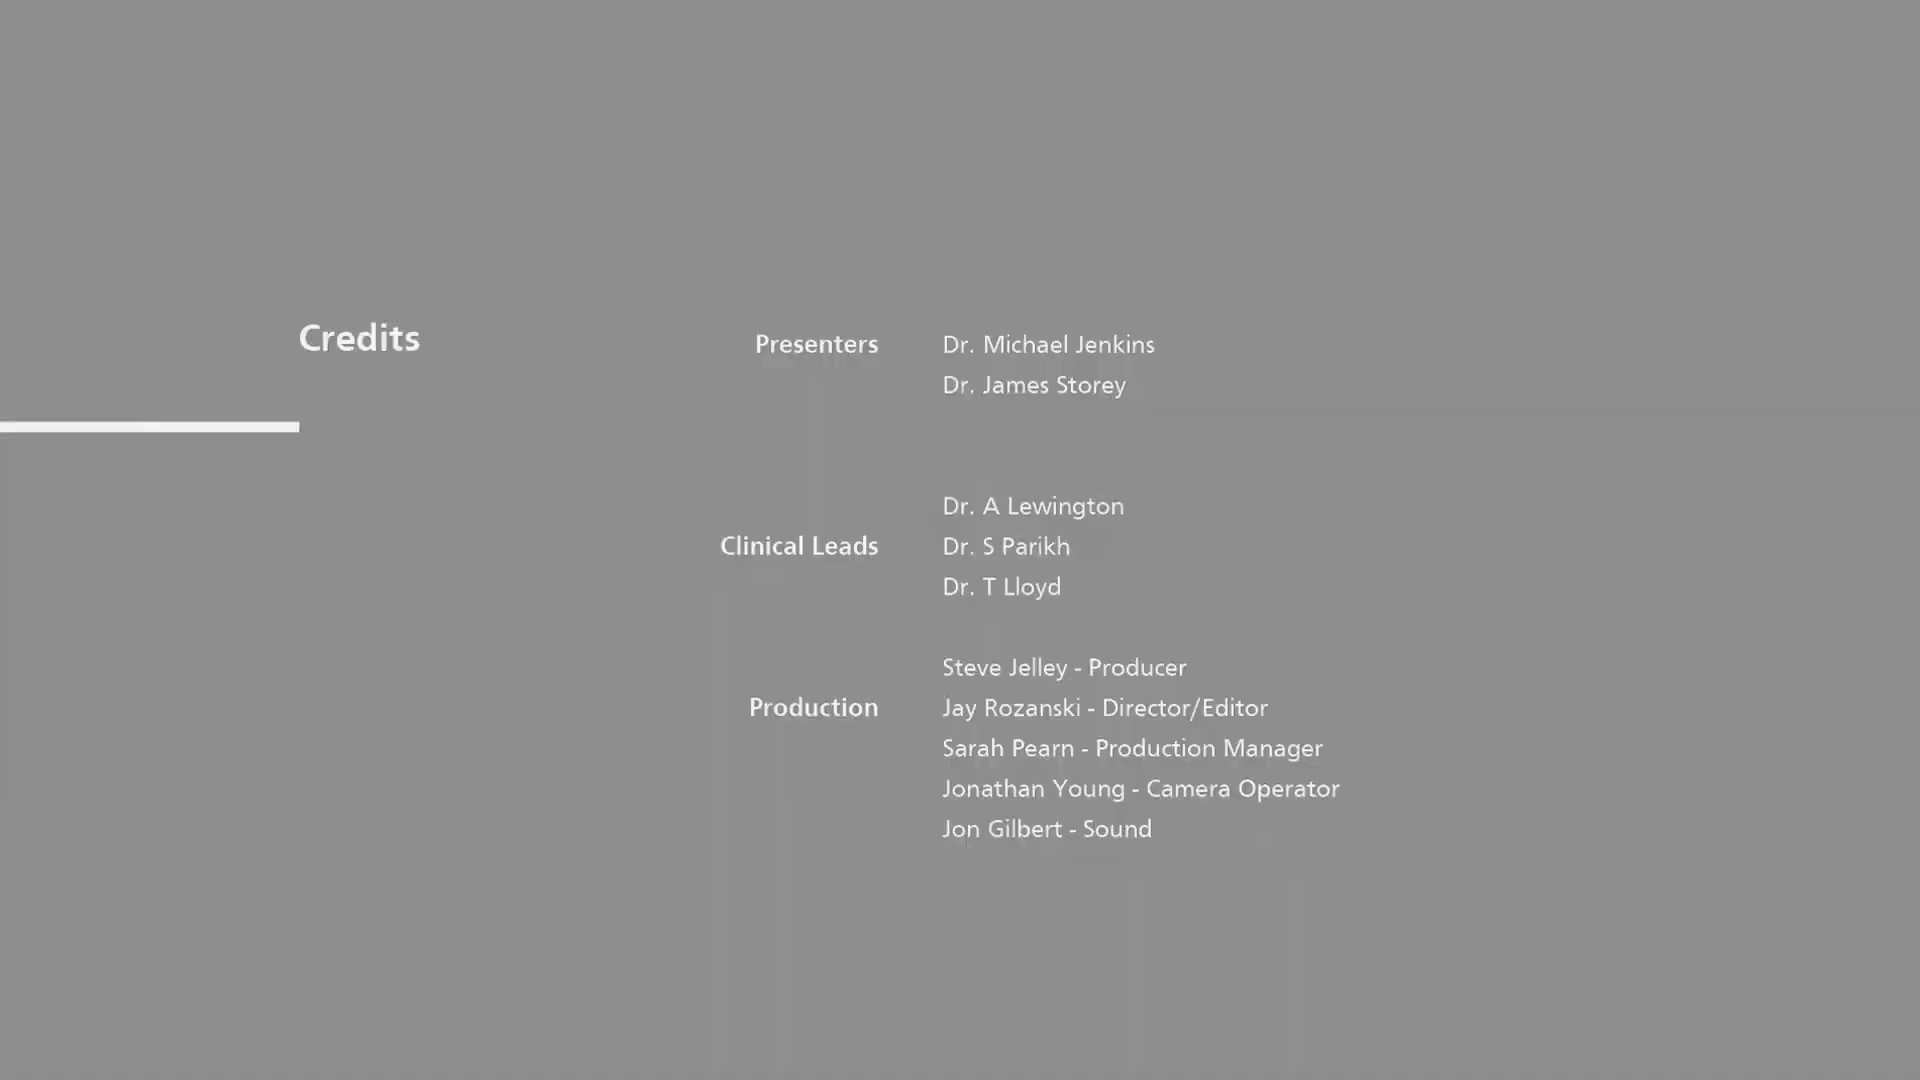 Credits
Presenters
Dr. Michael Jenkins
Dr. James Storey
Clinical Leads
Dr. A Lewington
Dr. S Parikh
Dr. T Lloyd
Production
Steve Jelley - Producer
Jay Rozanski - Director/Editor
Sarah Pearn - Production Manager
Jonathan Young - Camera Operator
Jon Gilbert - Sound